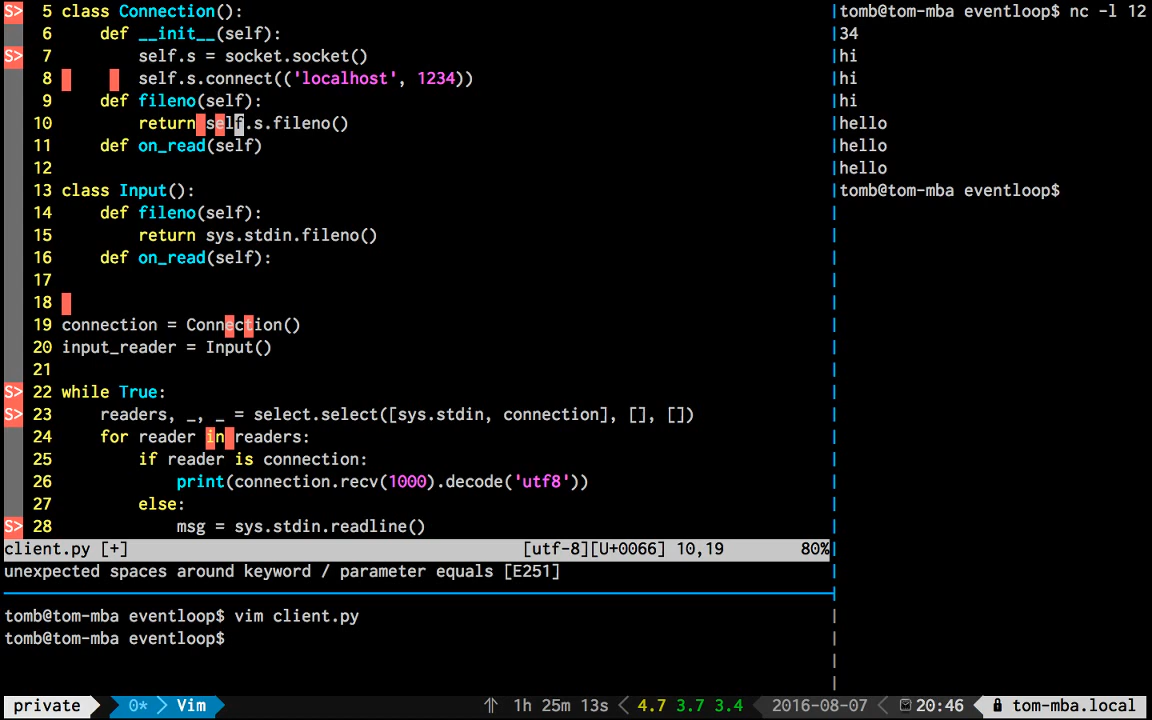 S> 5 class Connection():
6     def __init__(self):
S> 7         self.s = socket.socket()
8         self.s.connect(('localhost', 1234))
9     def fileno(self):
10         return self.s.fileno()
11     def on_read(self)
12
13 class Input():
14     def fileno(self):
15         return sys.stdin.fileno()
16     def on_read(self):
17
18
19 connection = Connection()
20 input_reader = Input()
21
S> 22 while True:
S> 23     readers, _, _ = select.select([sys.stdin, connection], [], [])
24     for reader in readers:
25         if reader is connection:
26             print(connection.recv(1000).decode('utf8'))
27         else:
S> 28             msg = sys.stdin.readline()
client.py [+] [utf-8][U+0066] 10,19 80%
unexpected spaces around keyword / parameter equals [E251]
tomb@tom-mba eventloop$ vim client.py
tomb@tom-mba eventloop$
tomb@tom-mba eventloop$ nc -l 12
34
hi
hi
hi
hello
hello
hello
tomb@tom-mba eventloop$
private 0* Vim 1h 25m 13s 4.7 3.7 3.4 2016-08-07 20:46 tom-mba.local